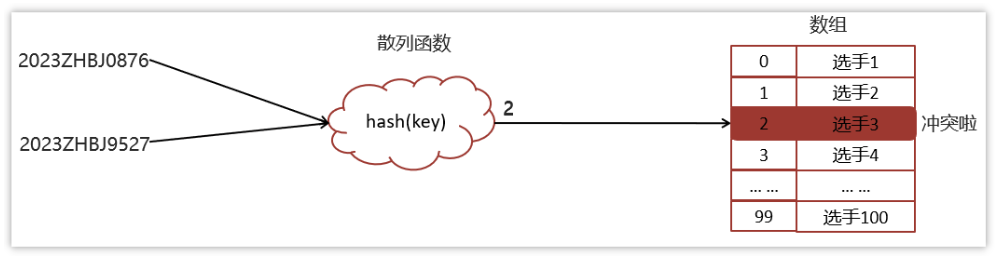 散列函数
数组
2023ZHBJ0876
2023ZHBJ9527
hash(key)
2
0 选手1
1 选手2
2 选手3 冲突啦
3 选手4
... ... ... ...
99 选手100